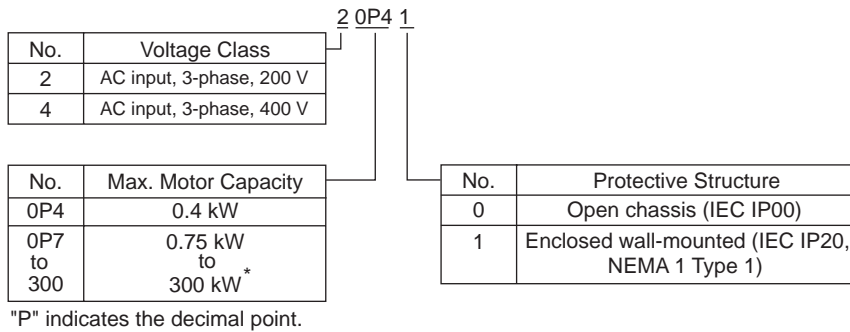 2 0P4 1
No. Voltage Class
2 AC input, 3-phase, 200 V
4 AC input, 3-phase, 400 V
No. Max. Motor Capacity
0P4 0.4 kW
0P7 0.75 kW
to to
300 300 kW*
"P" indicates the decimal point.
No. Protective Structure
0 Open chassis (IEC IP00)
1 Enclosed wall-mounted (IEC IP20,
NEMA 1 Type 1)